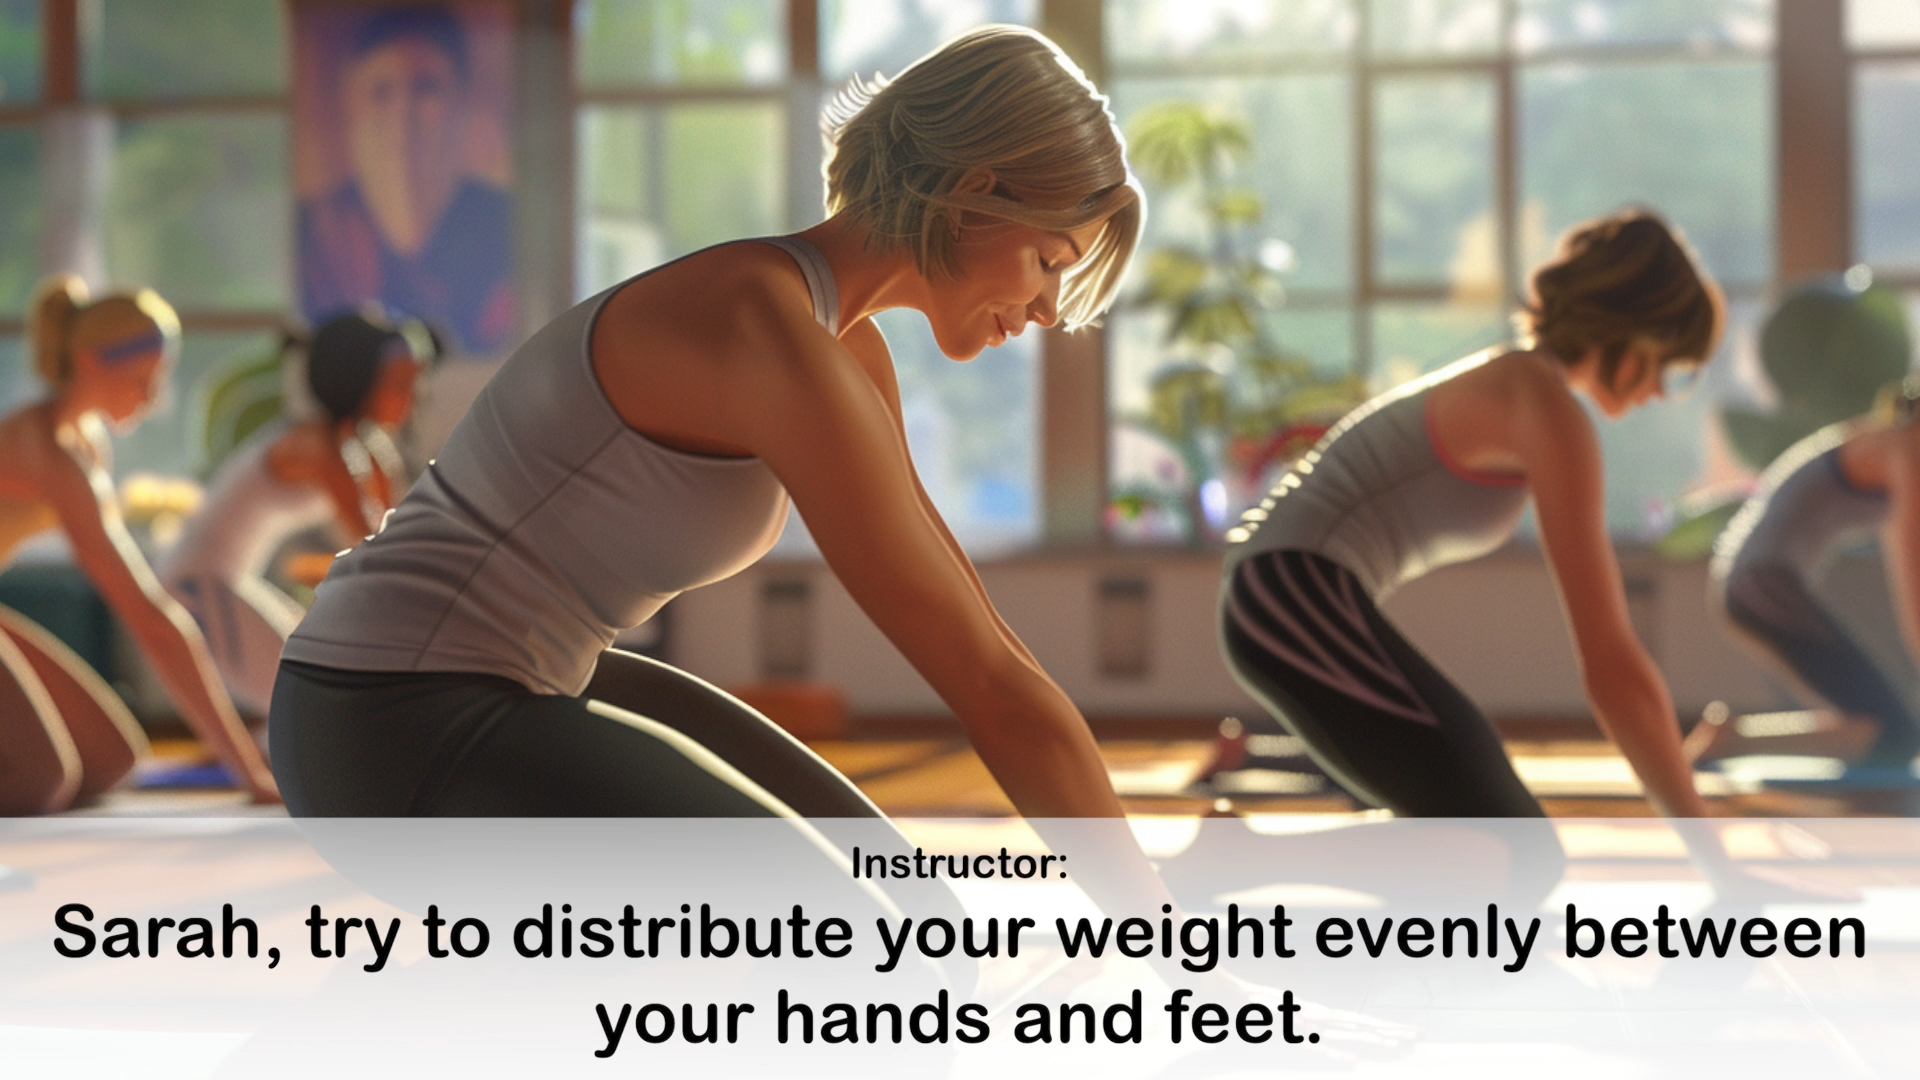 Instructor:
Sarah, try to distribute your weight evenly between
your hands and feet.